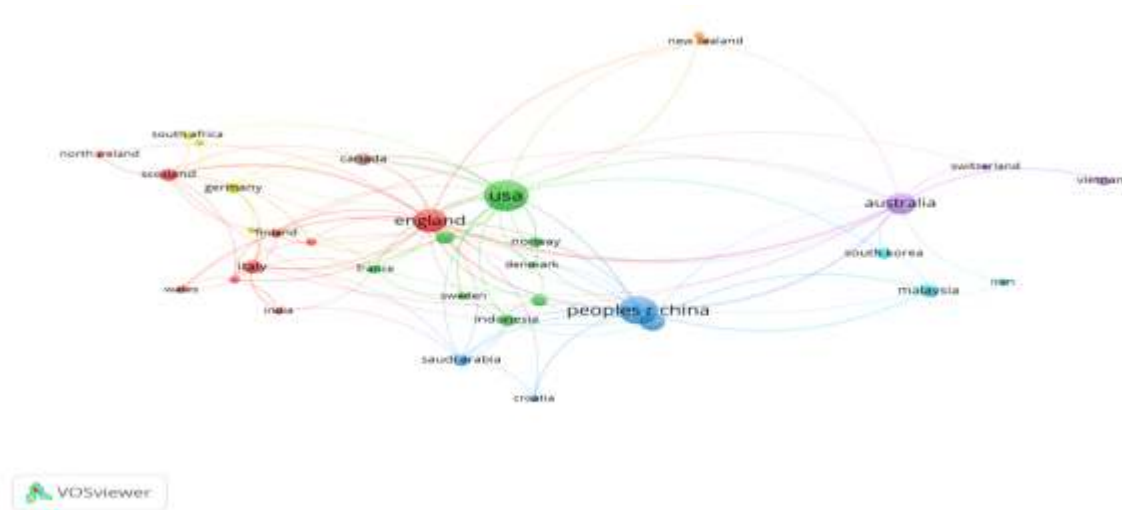 new zealand
south africa
north ireland
canada
scotland
germany
switzerland
vietnam
usa
australia
england
finland
norway
south korea
italy
france
denmark
wales
sweden
malaysia
iran
india
indonesia
peoples r china
saudi arabia
croatia
VOSviewer